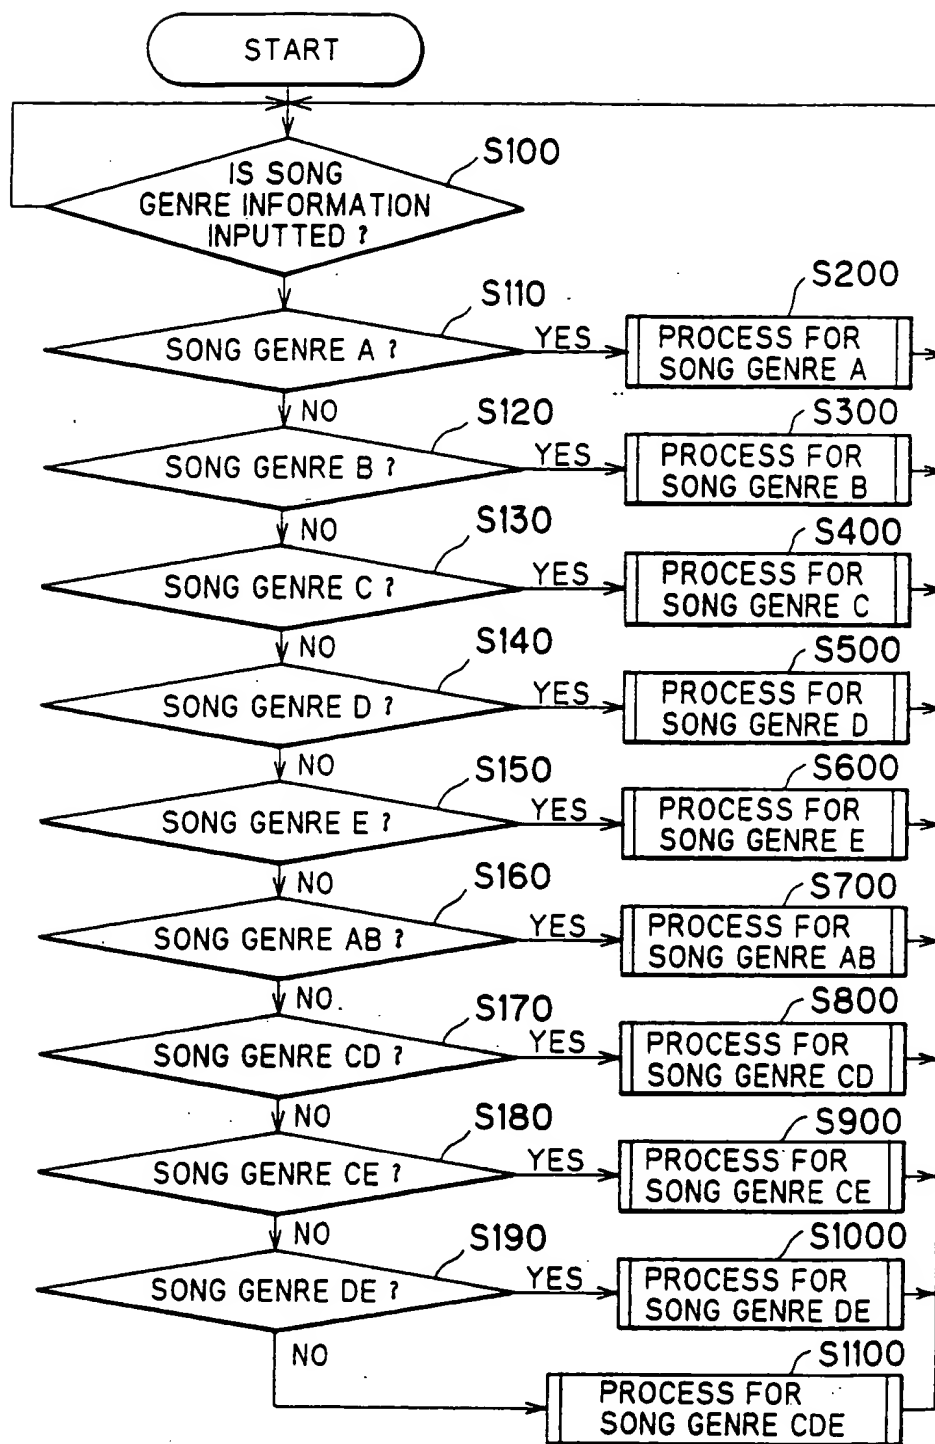 START
S100
IS SONG
GENRE INFORMATION
INPUTTED ?
S110
SONG GENRE A ?
YES
S200
PROCESS FOR
SONG GENRE A
NO
S120
SONG GENRE B ?
YES
S300
PROCESS FOR
SONG GENRE B
NO
S130
SONG GENRE C ?
YES
S400
PROCESS FOR
SONG GENRE C
NO
S140
SONG GENRE D ?
YES
S500
PROCESS FOR
SONG GENRE D
NO
S150
SONG GENRE E ?
YES
S600
PROCESS FOR
SONG GENRE E
NO
S160
SONG GENRE AB ?
YES
S700
PROCESS FOR
SONG GENRE AB
NO
S170
SONG GENRE CD ?
YES
S800
PROCESS FOR
SONG GENRE CD
NO
S180
SONG GENRE CE ?
YES
S900
PROCESS FOR
SONG GENRE CE
NO
S190
SONG GENRE DE ?
YES
S1000
PROCESS FOR
SONG GENRE DE
NO
S1100
PROCESS FOR
SONG GENRE CDE